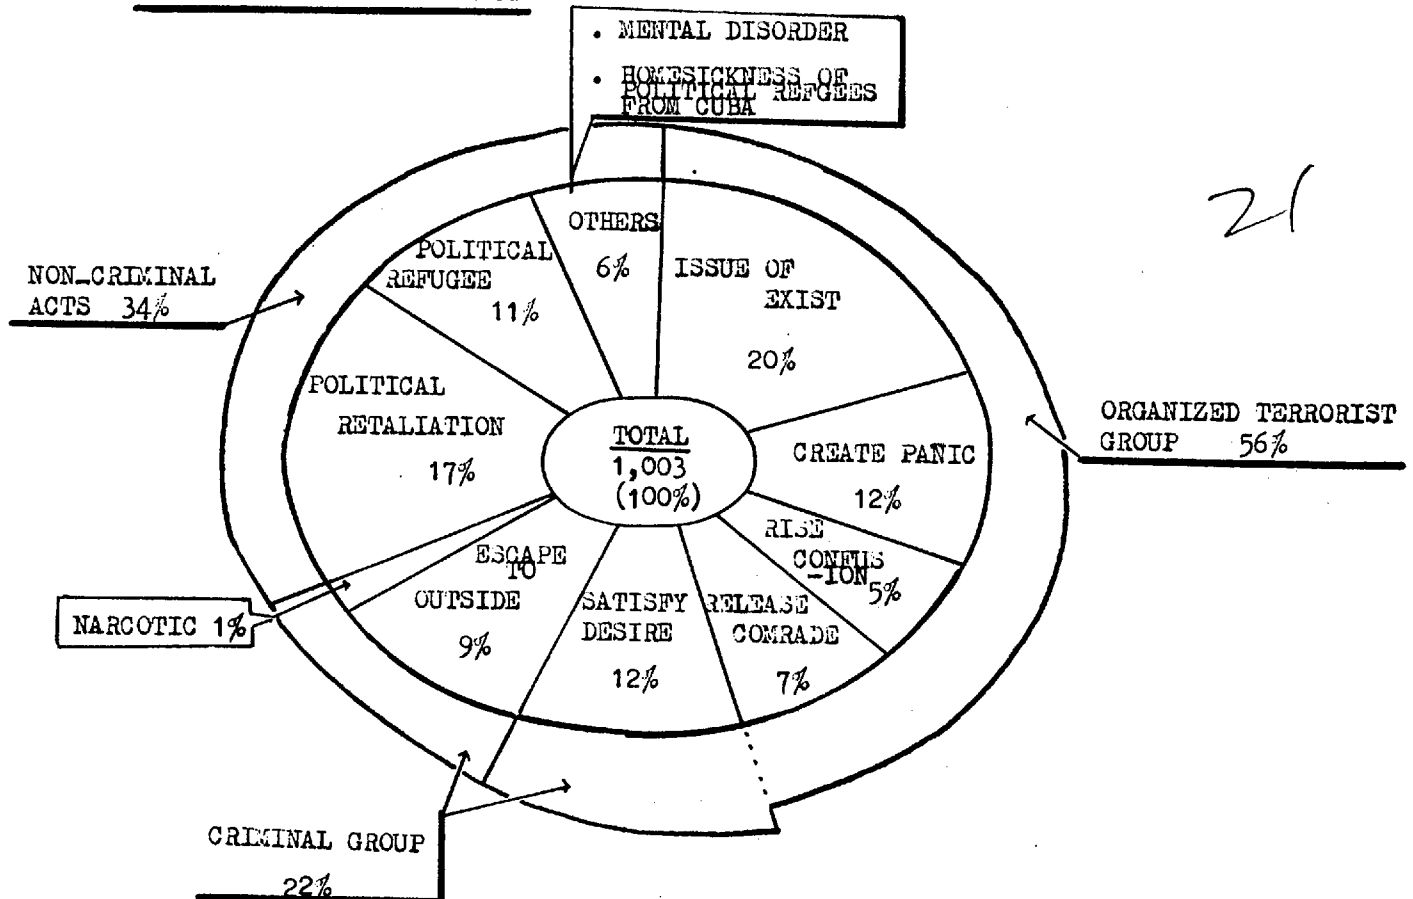 • MENTAL DISORDER
• HOMESICKNESS OF
POLITICAL REFGEES
FROM CUBA
21
OTHERS
6%
ISSUE OF
EXIST
20%
POLITICAL
REFUGEE
11%
NON-CRIMINAL
ACTS 34%
POLITICAL
RETALIATION
17%
TOTAL
1,003
(100%)
CREATE PANIC
12%
ORGANIZED TERRORIST
GROUP 56%
RISE
CONFUS
-ION
5%
ESCAPE
TO
OUTSIDE
9%
SATISFY
DESIRE
12%
RELEASE
COMRADE
7%
NARCOTIC 1%
CRIMINAL GROUP
22%